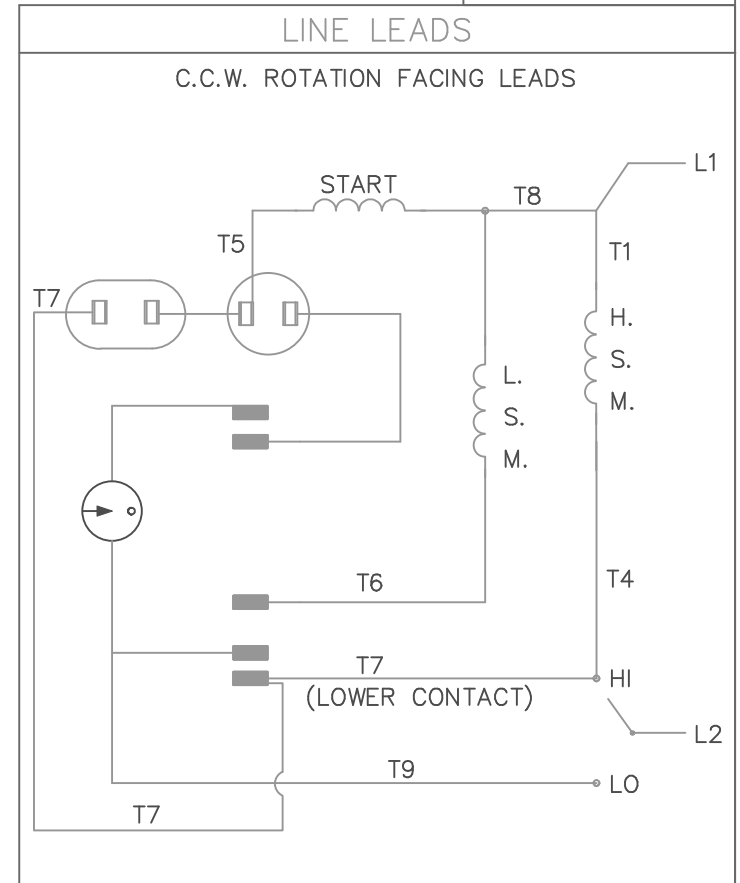 LINE LEADS
C.C.W. ROTATION FACING LEADS
L1
START
T8
T5
T1
T7
H.
S.
M.
L.
S.
M.
T6
T4
T7
HI
(LOWER CONTACT)
L2
T9
LO
T7